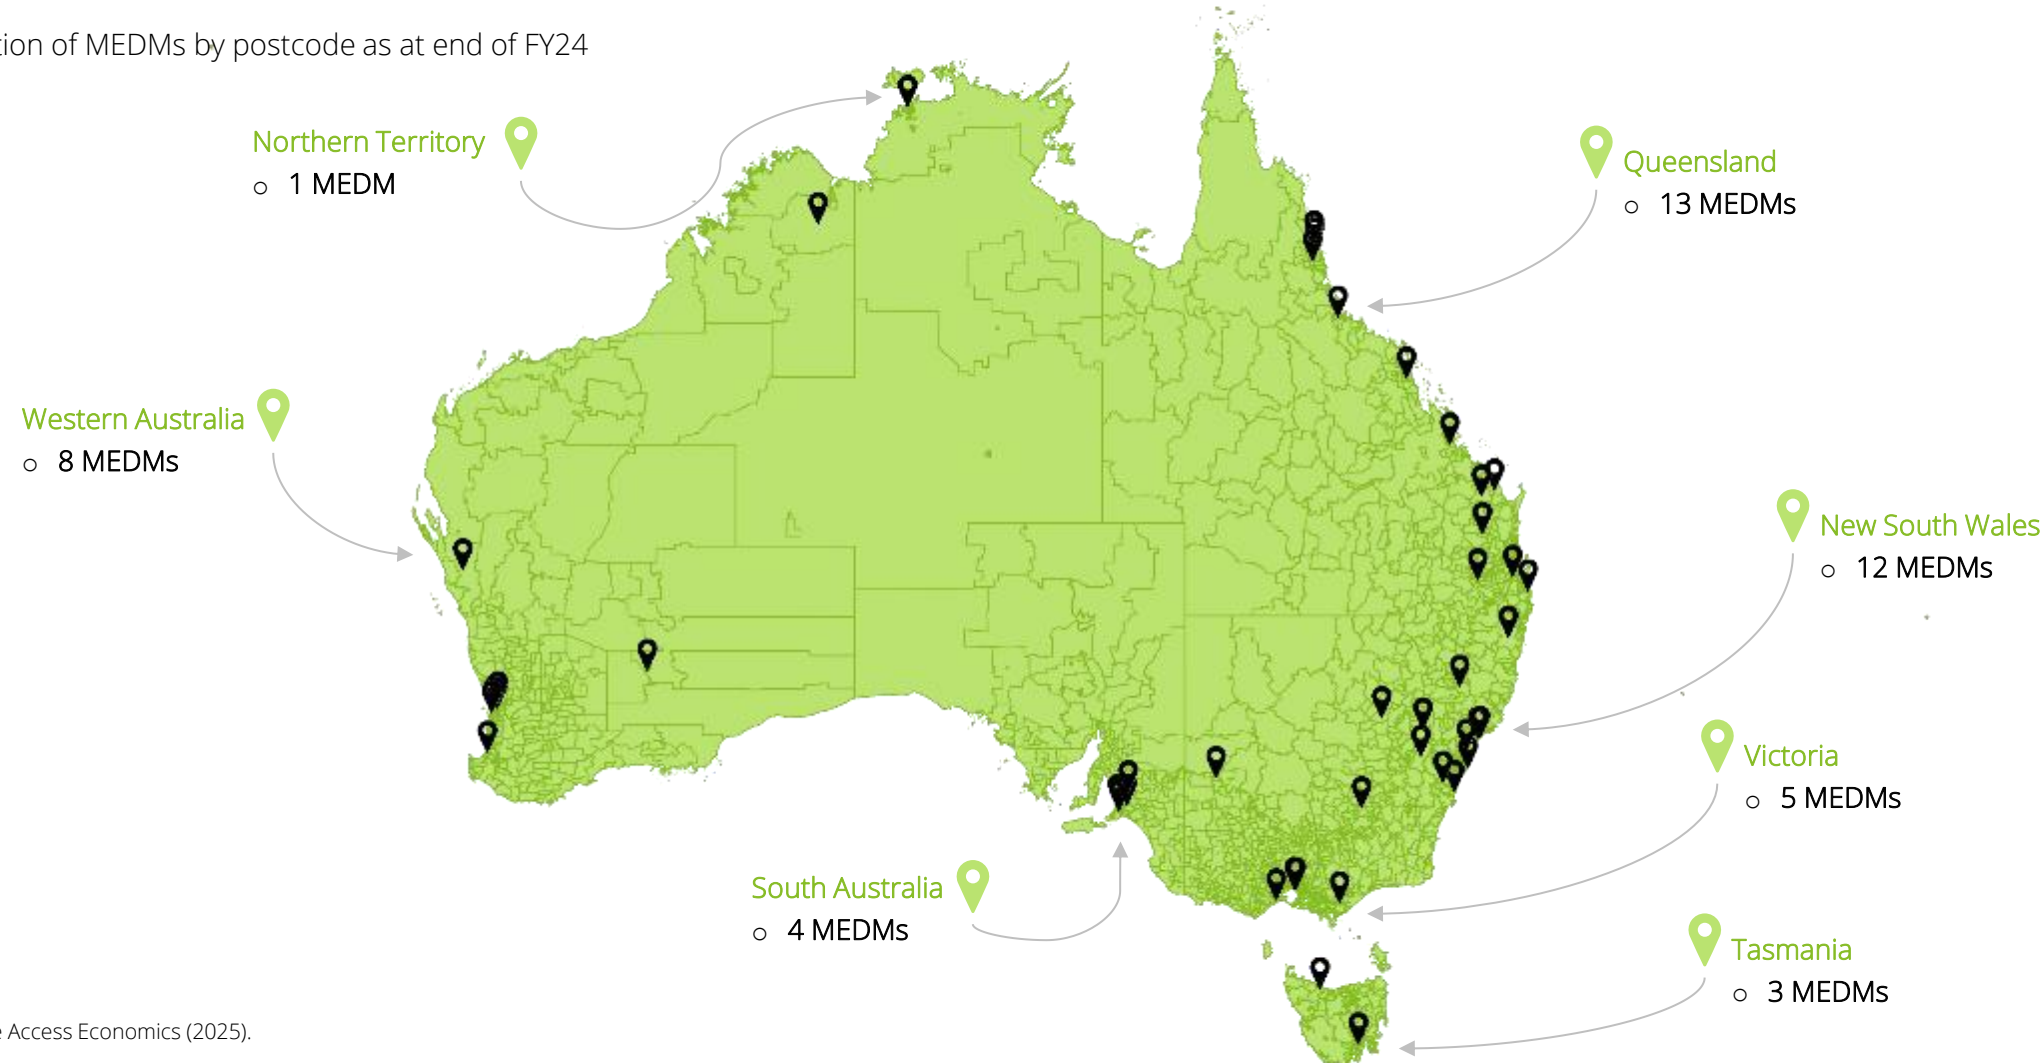 tion of MEDMs by postcode as at end of FY24
Northern Territory
○ 1 MEDM
Queensland
○ 13 MEDMs
Western Australia
○ 8 MEDMs
New South Wales
○ 12 MEDMs
Victoria
○ 5 MEDMs
South Australia
○ 4 MEDMs
Tasmania
○ 3 MEDMs
e Access Economics (2025).